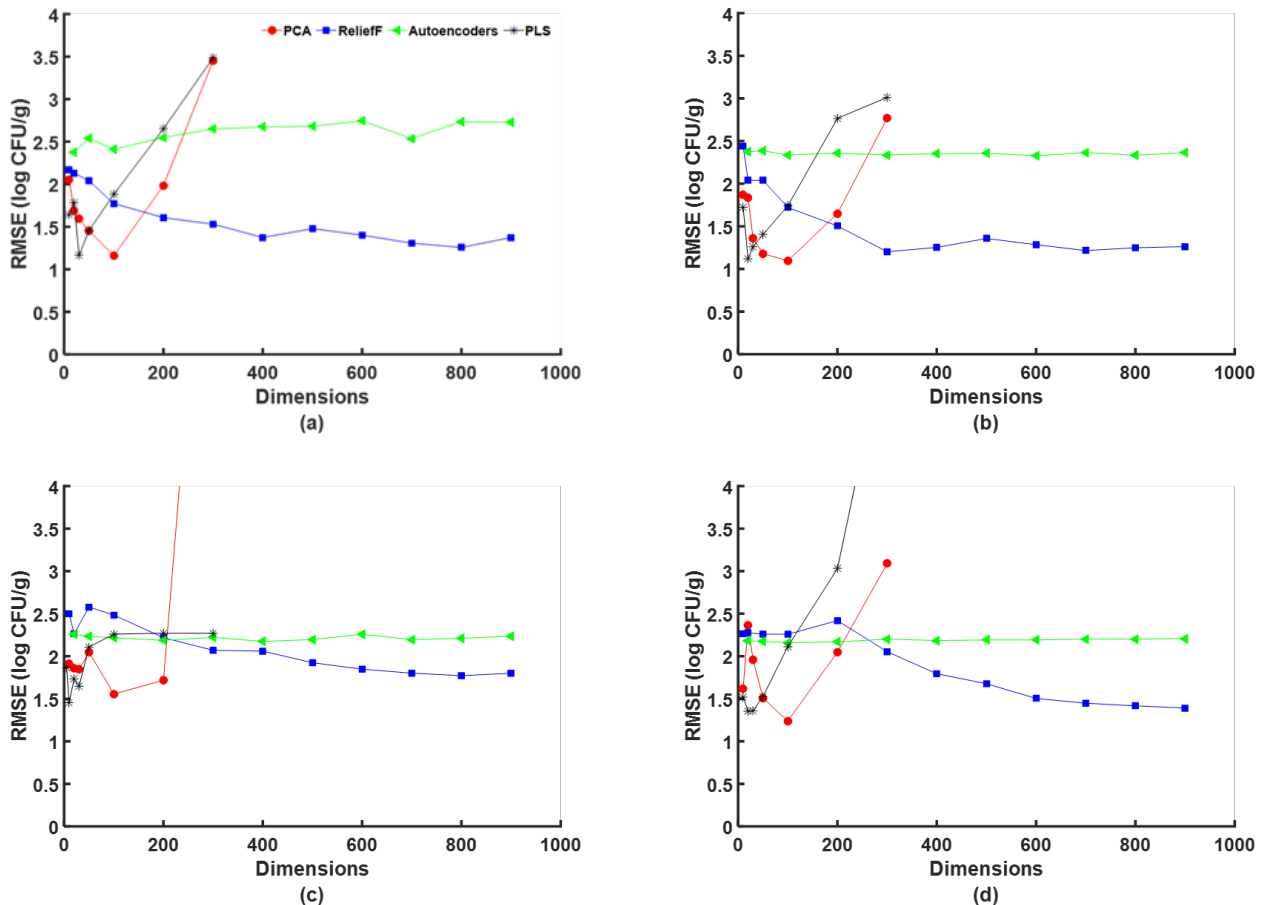 4
3.5
3
2.5
2
1.5
1
0.5
0
RMSE (log CFU/g)
PCA ReliefF Autoencoders PLS
0 200 400 600 800 1000
Dimensions
(a)
4
3.5
3
2.5
2
1.5
1
0.5
0
RMSE (log CFU/g)
0 200 400 600 800 1000
Dimensions
(b)
4
3.5
3
2.5
2
1.5
1
0.5
0
RMSE (log CFU/g)
0 200 400 600 800 1000
Dimensions
(c)
4
3.5
3
2.5
2
1.5
1
0.5
0
RMSE (log CFU/g)
0 200 400 600 800 1000
Dimensions
(d)